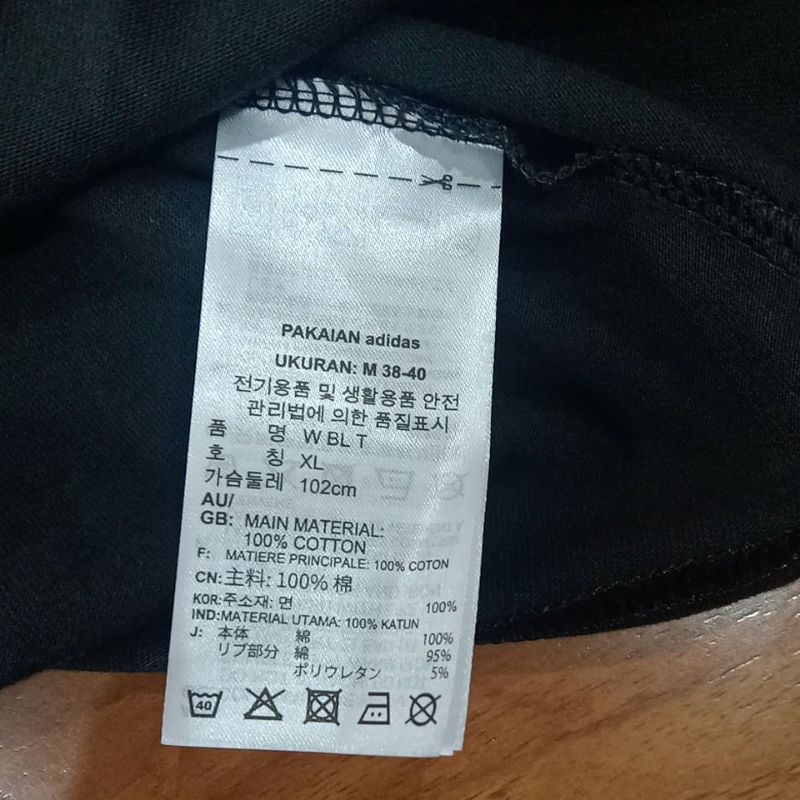 PAKAIAN adidas
UKURAN: M 38-40
전기용품 및 생활용품 안전
관리법에 의한 품질표시
품 명 W BL T
호 칭 XL
가슴둘레 102cm
AU/
GB: MAIN MATERIAL:
100% COTTON
F: MATIERE PRINCIPALE: 100% COTON
CN:主料: 100% 棉
KOR:주소재: 면 100%
IND:MATERIAL UTAMA: 100% KATUN
J: 本体 綿 100%
リブ部分 綿 95%
ポリウレタン 5%
40